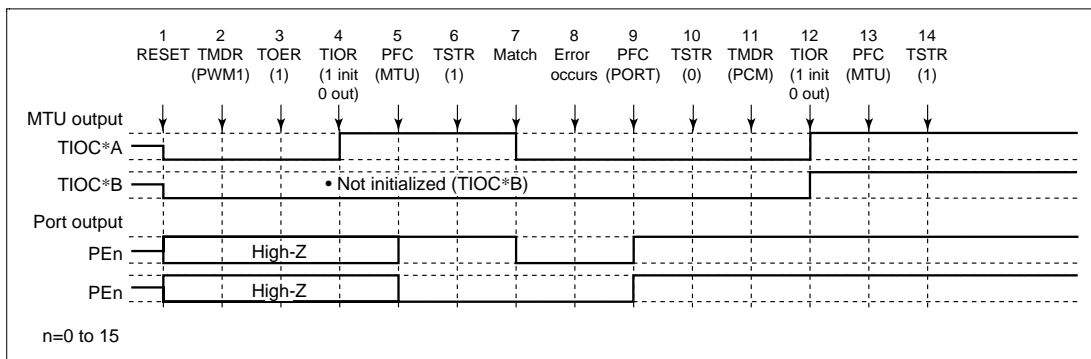 1 2 3 4 5 6 7 8 9 10 11 12 13 14
RESET TMDR TOER TIOR PFC TSTR Match Error PFC TSTR TMDR TIOR PFC TSTR
(PWM1) (1) (1 init (MTU) (1) occurs (PORT) (0) (PCM) (1 init (MTU) (1)
0 out) 0 out)
MTU output
TIOC*A
TIOC*B • Not initialized (TIOC*B)
Port output
PEn High-Z
PEn High-Z
n=0 to 15